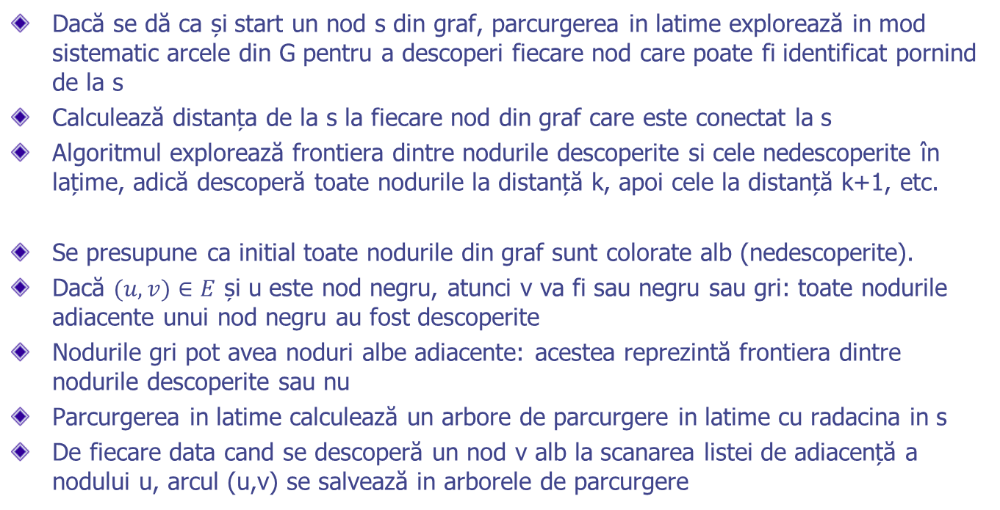 Dacă se dă ca și start un nod s din graf, parcurgerea in latime explorează in mod
sistematic arcele din G pentru a descoperi fiecare nod care poate fi identificat pornind
de la s
Calculează distanța de la s la fiecare nod din graf care este conectat la s
Algoritmul explorează frontiera dintre nodurile descoperite si cele nedescoperite în
lațime, adică descoperă toate nodurile la distanță k, apoi cele la distanță k+1, etc.
Se presupune ca initial toate nodurile din graf sunt colorate alb (nedescoperite).
Dacă (u, v) ∈ E și u este nod negru, atunci v va fi sau negru sau gri: toate nodurile
adiacente unui nod negru au fost descoperite
Nodurile gri pot avea noduri albe adiacente: acestea reprezintă frontiera dintre
nodurile descoperite sau nu
Parcurgerea in latime calculează un arbore de parcurgere in latime cu radacina in s
De fiecare data cand se descoperă un nod v alb la scanarea listei de adiacență a
nodului u, arcul (u,v) se salvează in arborele de parcurgere